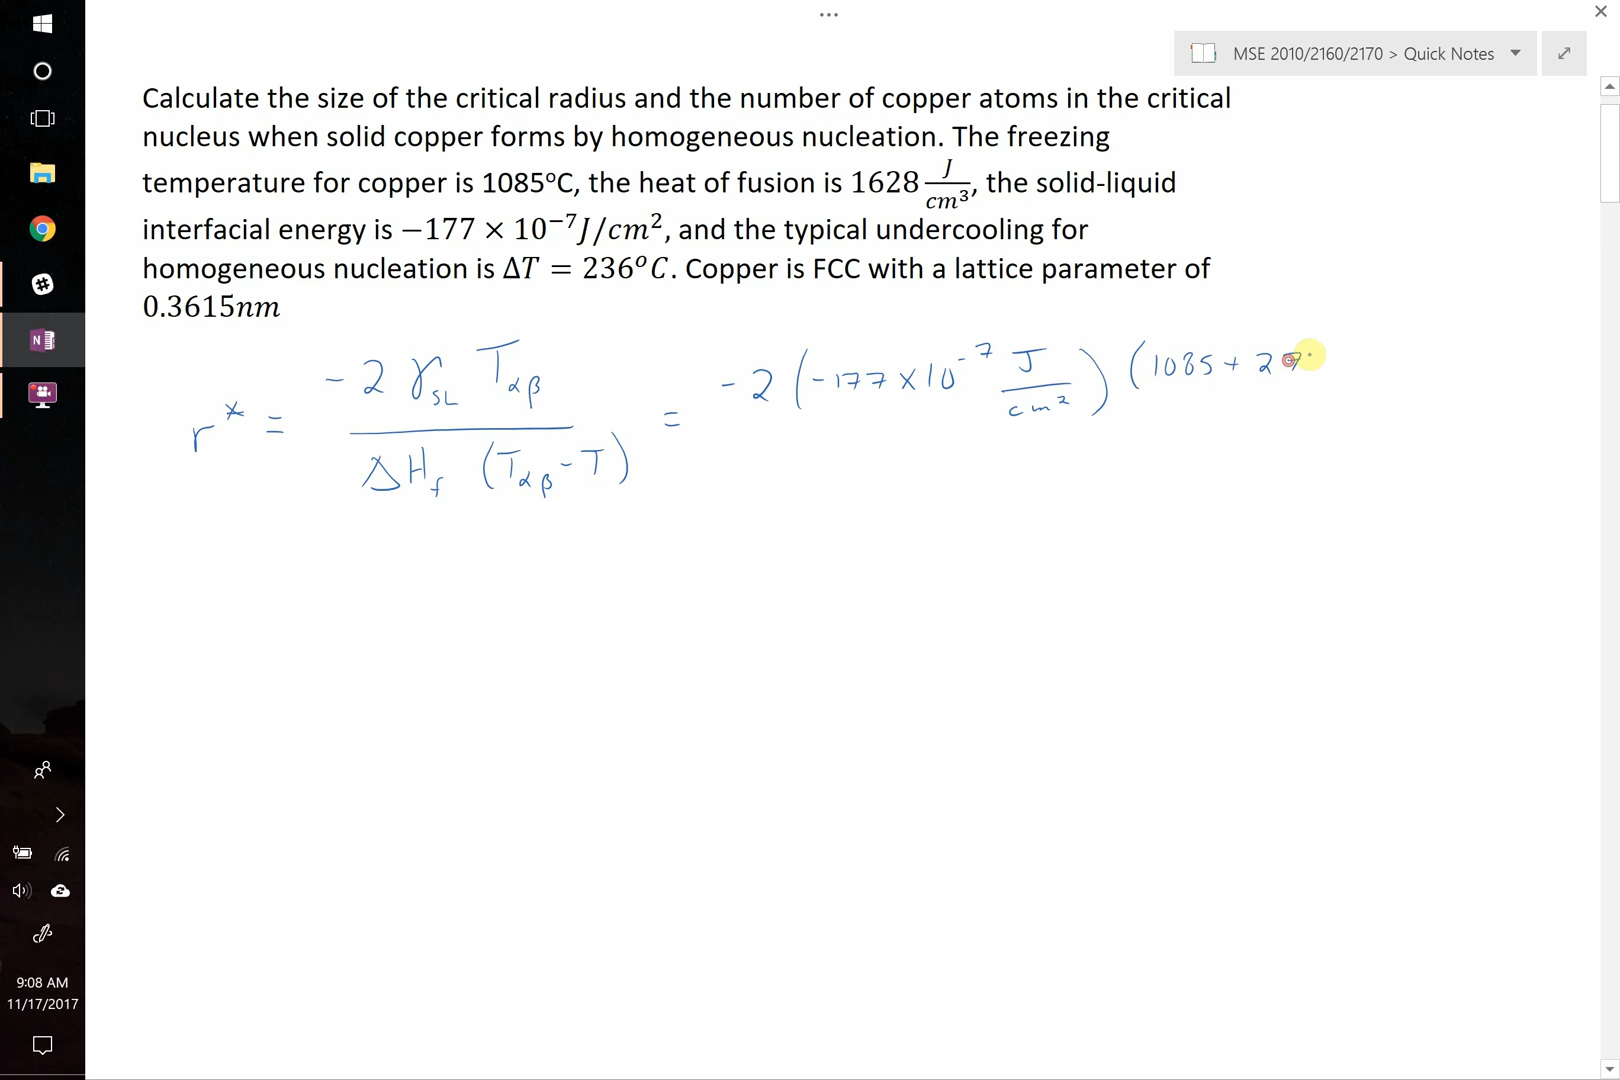 MSE 2010/2160/2170 > Quick Notes
Calculate the size of the critical radius and the number of copper atoms in the critical
nucleus when solid copper forms by homogeneous nucleation. The freezing
temperature for copper is 1085°C, the heat of fusion is 1628 J/cm³, the solid-liquid
interfacial energy is −177 × 10⁻⁷J/cm², and the typical undercooling for
homogeneous nucleation is ΔT = 236°C. Copper is FCC with a lattice parameter of
0.3615nm
r* = -2 γSL Tαβ / ΔHf (Tαβ - T) = -2 (-177 × 10⁻⁷ J/cm²) (1085 + 27
9:08 AM
11/17/2017